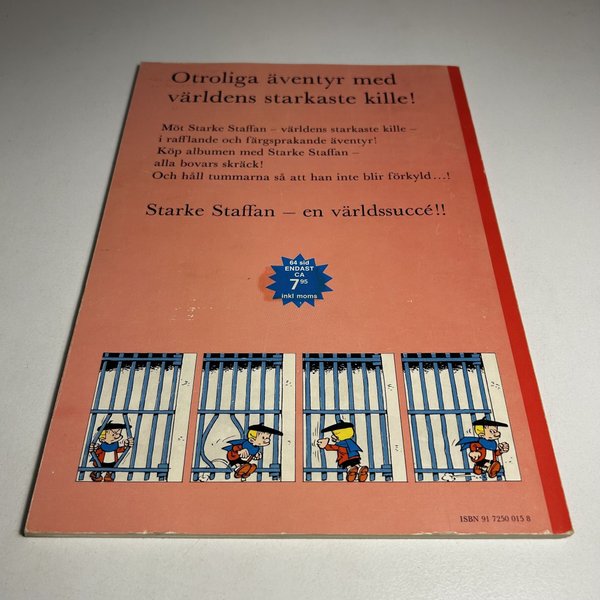 Otroliga äventyr med
världens starkaste kille!
Möt Starke Staffan – världens starkaste kille –
i rafflande och färgsprakande äventyr!
Köp albumen med Starke Staffan –
alla bovars skräck!
Och håll tummarna så att han inte blir förkyld...!
Starke Staffan – en världssuccé!!
64 sid
ENDAST
CA
7 95
inkl moms
ISBN 91 7250 015 8